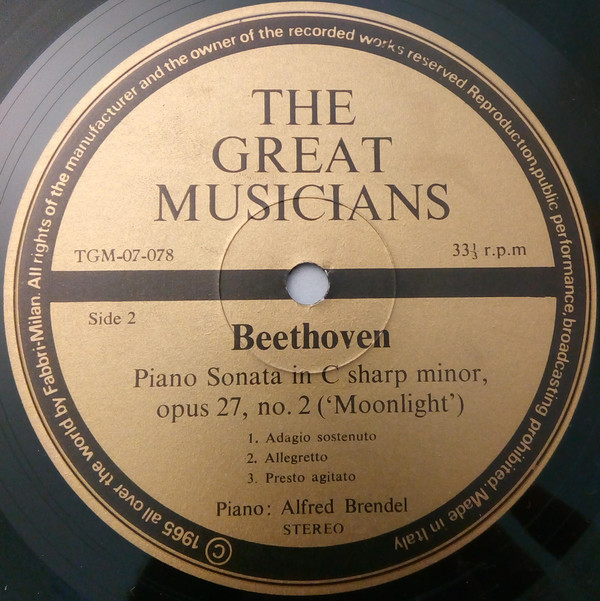 THE
GREAT
MUSICIANS
TGM-07-078
33⅓ r.p.m
Side 2
Beethoven
Piano Sonata in C sharp minor,
opus 27, no. 2 (‘Moonlight’)
1. Adagio sostenuto
2. Allegretto
3. Presto agitato
Piano: Alfred Brendel
STEREO
© 1965 all over the world by Fabbri-Milan. All rights of the manufacturer and the owner of the recorded works reserved Reproduction, public performance, broadcasting prohibited. Made in Italy